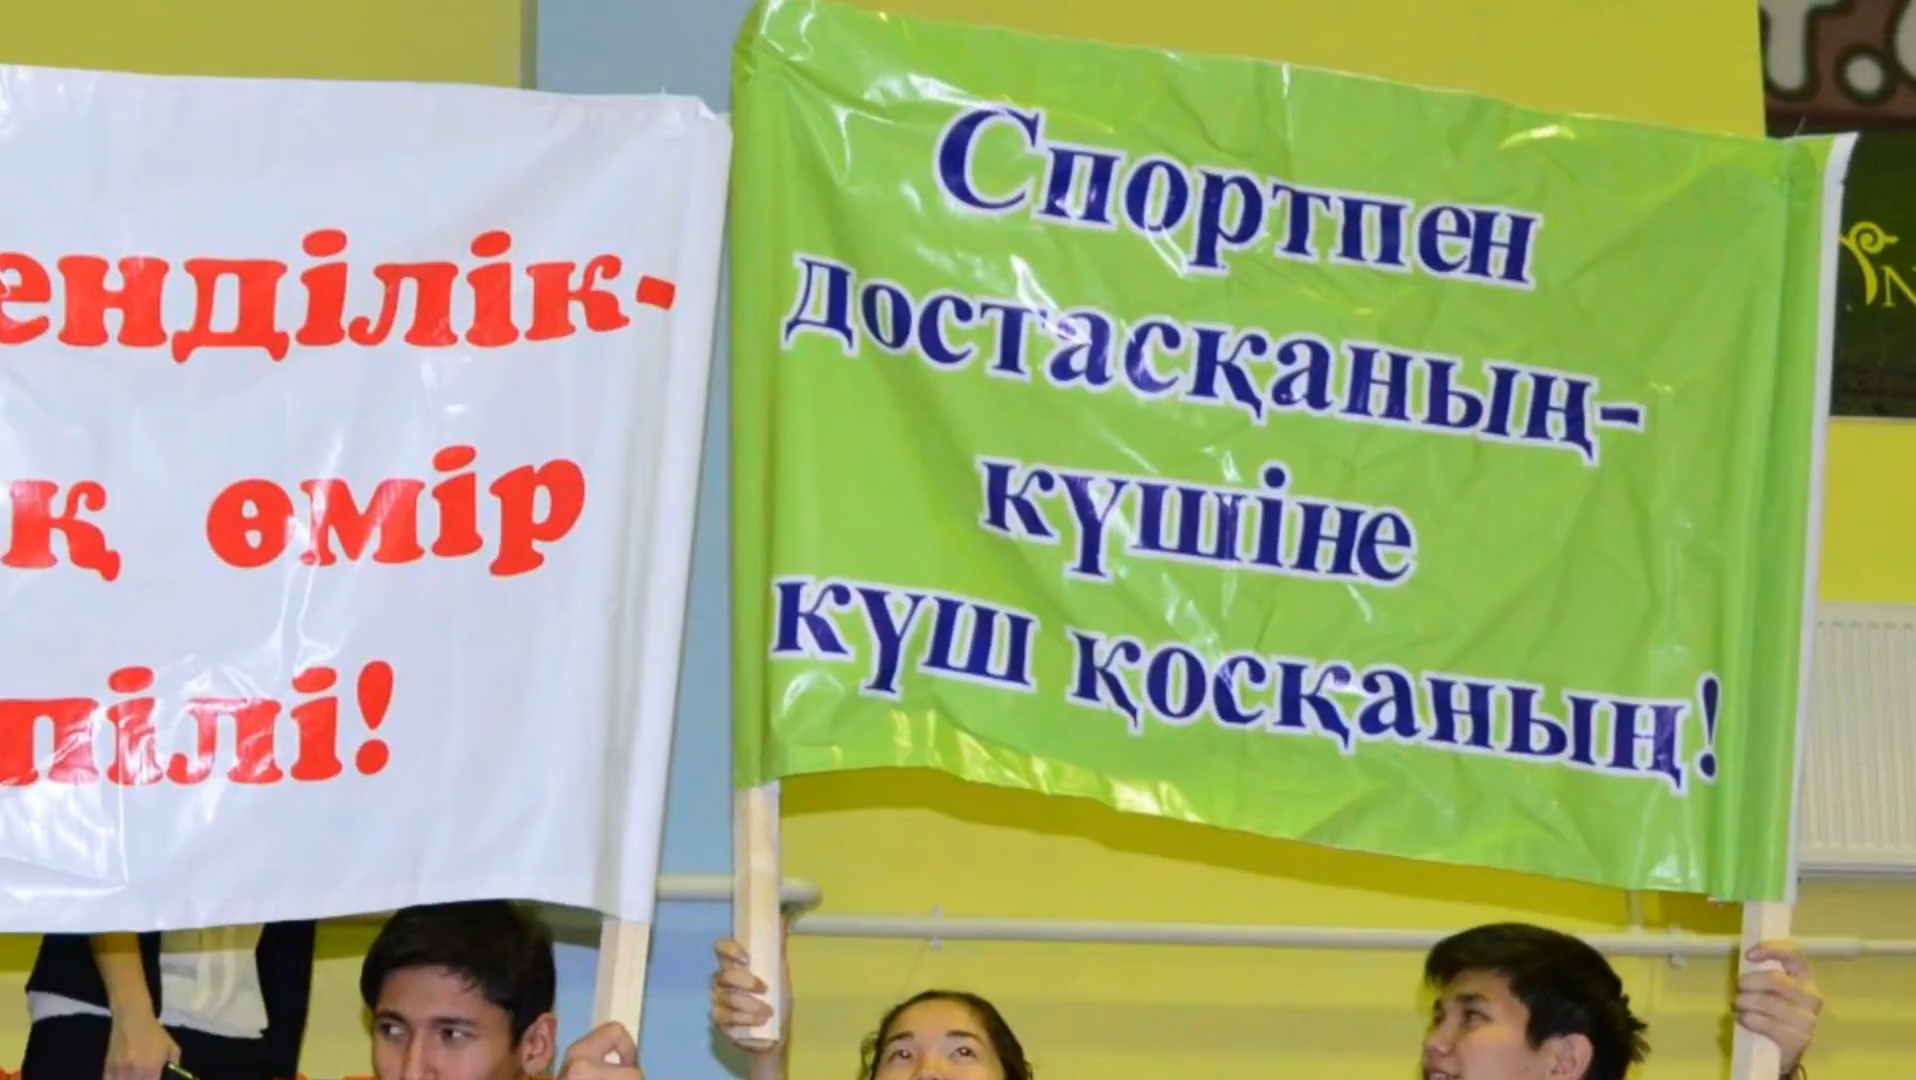 енділік-
қ өмір
пілі!
Спортпен
достасқаның-
күшіне
күш қосқаның!